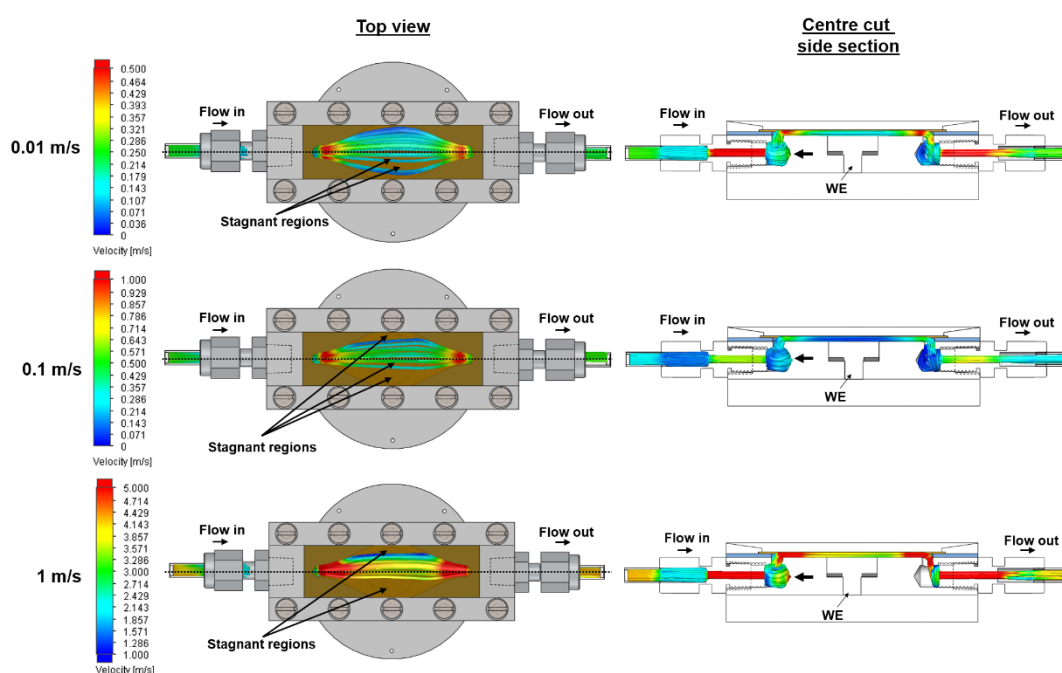 Top view
Centre cut
side section
0.01 m/s
0.500
0.464
0.429
0.393
0.357
0.321
0.286
0.250
0.214
0.179
0.143
0.107
0.071
0.036
0
Velocity [m/s]
Flow in
Flow out
Stagnant regions
Flow in
Flow out
WE
0.1 m/s
1.000
0.929
0.857
0.786
0.714
0.643
0.571
0.500
0.429
0.357
0.286
0.214
0.143
0.071
0
Velocity [m/s]
Flow in
Flow out
Stagnant regions
Flow in
Flow out
WE
1 m/s
5.000
4.714
4.429
4.143
3.857
3.571
3.286
3.000
2.714
2.429
2.143
1.857
1.571
1.286
1.000
Velocity [m/s]
Flow in
Flow out
Stagnant regions
Flow in
Flow out
WE